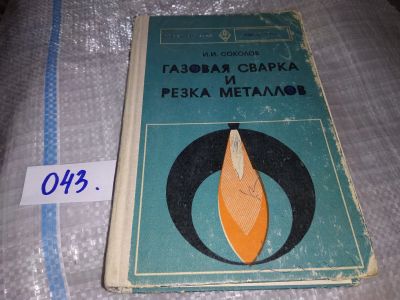 И.И. СОКОЛОВ
ГАЗОВАЯ СВАРКА
И
РЕЗКА МЕТАЛЛОВ
043.